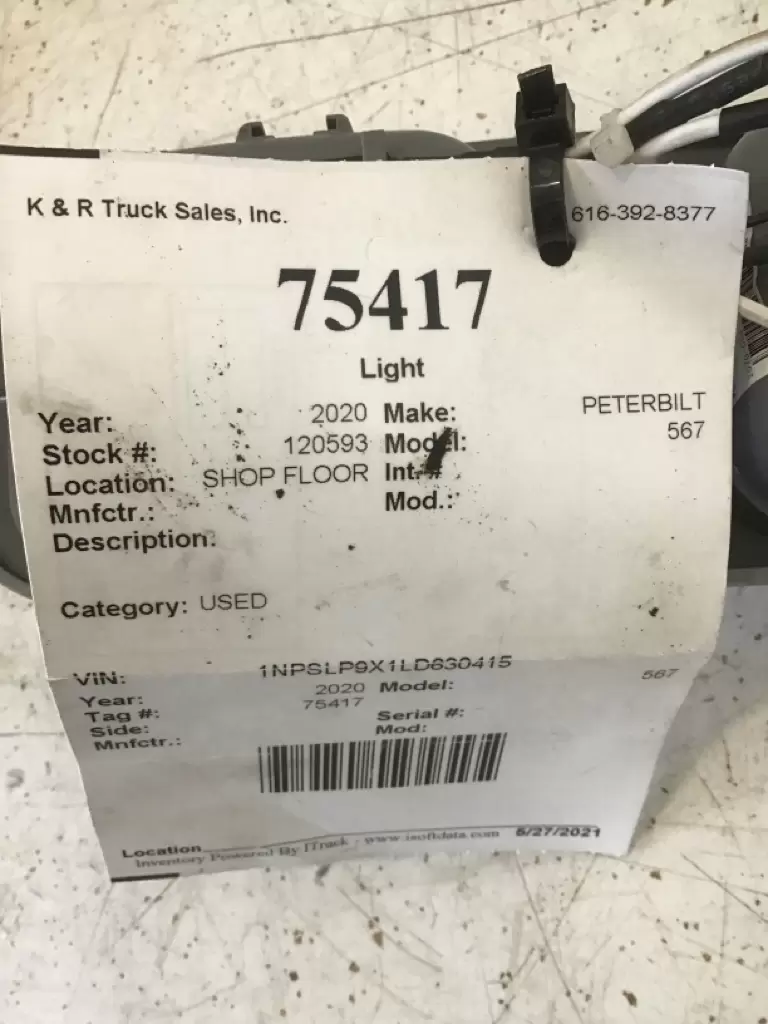 K & R Truck Sales, Inc. 616-392-8377
75417
Light
Year: 2020 Make: PETERBILT
Stock #: 120593 Model: 567
Location: SHOP FLOOR Int. #
Mnfctr.: Mod.:
Description:
Category: USED
VIN: 1NPSLP9X1LD630415
Year: 2020 Model: 567
Tag #: 75417
Side: Serial #:
Mnfctr.: Mod:
Location
Inventory Powered By ITrack - www.isoftdata.com 5/27/2021